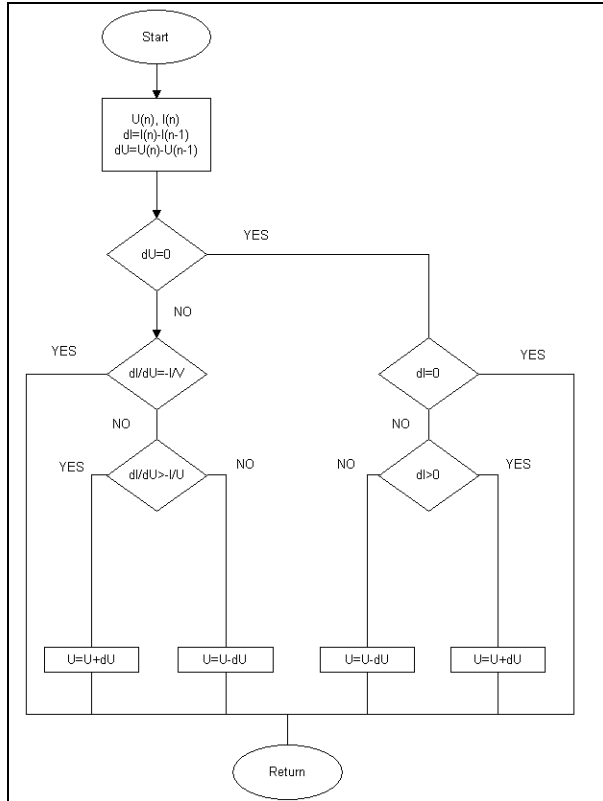 Start
U(n), I(n)
dI=I(n)-I(n-1)
dU=U(n)-U(n-1)
dU=0
YES
NO
YES
dI/dU=-I/V
dI=0
YES
NO
NO
YES
dI/dU>-I/U
NO
NO
dI>0
YES
U=U+dU
U=U-dU
U=U-dU
U=U+dU
Return